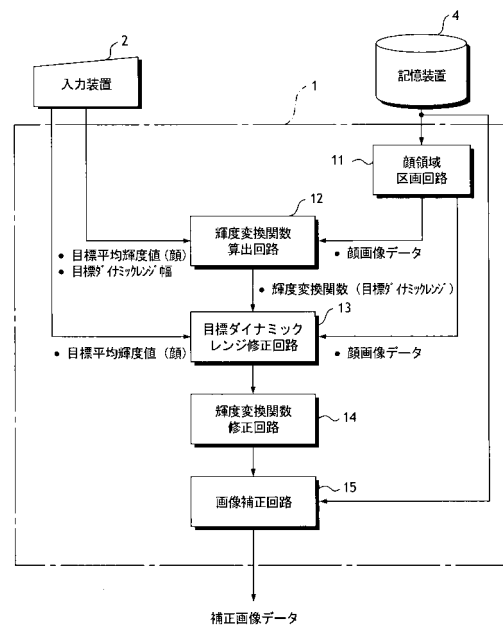 2
4
入力装置
記憶装置
1
11
顔領域
区画回路
12
輝度変換関数
算出回路
● 目標平均輝度値（顔）
● 目標ダイナミックレンジ幅
● 顔画像データ
● 輝度変換関数（目標ダイナミックレンジ）
13
目標ダイナミック
レンジ修正回路
● 目標平均輝度値（顔）
● 顔画像データ
輝度変換関数
修正回路
14
15
画像補正回路
補正画像データ